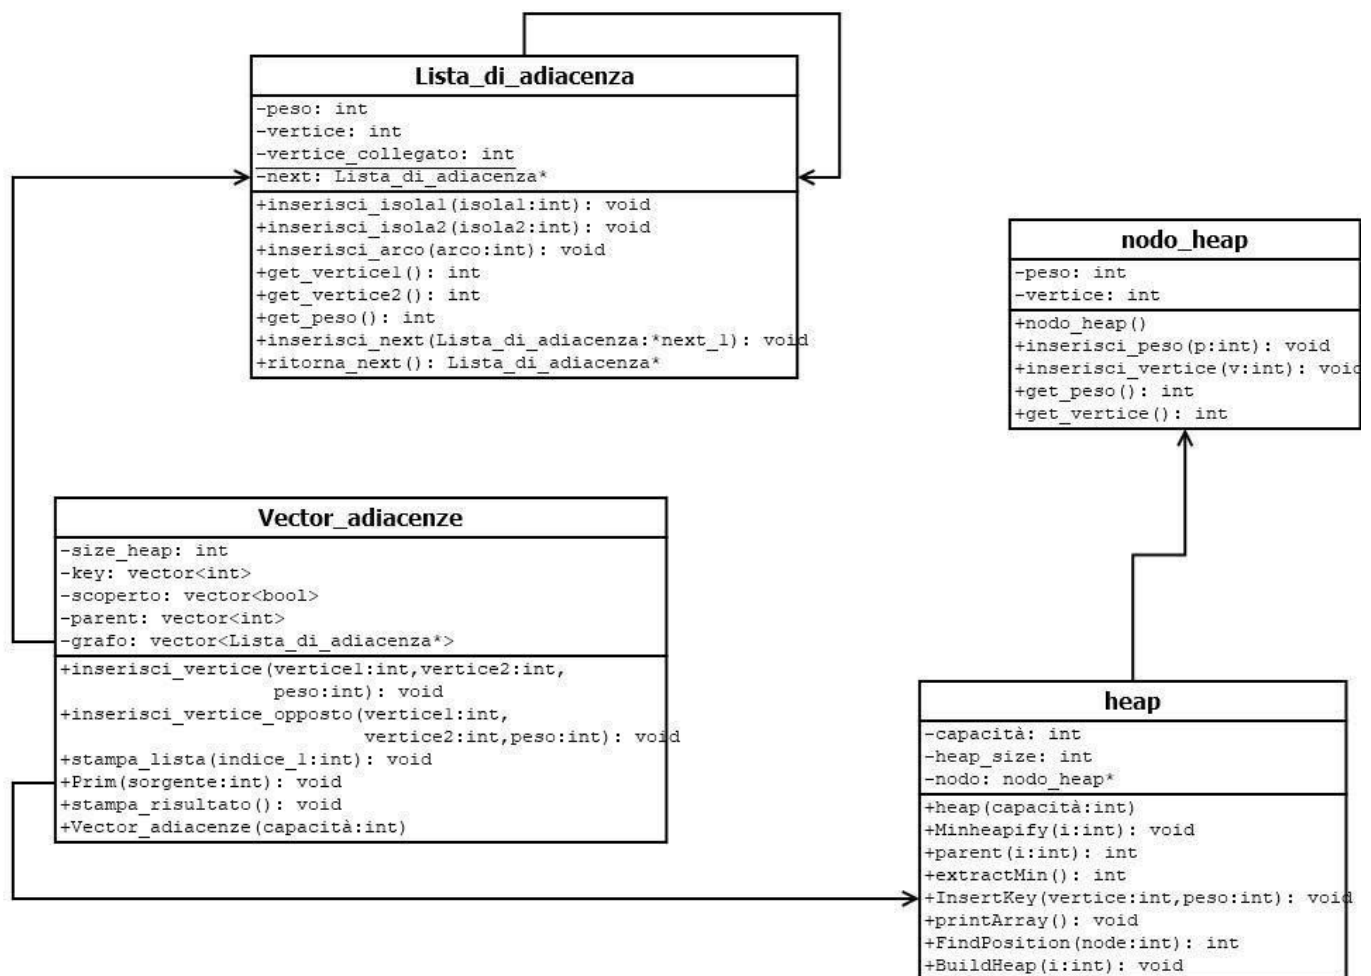 Lista_di_adiacenza
-peso: int
-vertice: int
-vertice_collegato: int
-next: Lista_di_adiacenza*
+inserisci_isola1(isola1:int): void
+inserisci_isola2(isola2:int): void
+inserisci_arco(arco:int): void
+get_vertice1(): int
+get_vertice2(): int
+get_peso(): int
+inserisci_next(Lista_di_adiacenza:*next_1): void
+ritorna_next(): Lista_di_adiacenza*
nodo_heap
-peso: int
-vertice: int
+nodo_heap()
+inserisci_peso(p:int): void
+inserisci_vertice(v:int): void
+get_peso(): int
+get_vertice(): int
Vector_adiacenze
-size_heap: int
-key: vector<int>
-scoperto: vector<bool>
-parent: vector<int>
-grafo: vector<Lista_di_adiacenza*>
+inserisci_vertice(vertice1:int,vertice2:int,
peso:int): void
+inserisci_vertice_opposto(vertice1:int,
vertice2:int,peso:int): void
+stampa_lista(indice_1:int): void
+Prim(sorgente:int): void
+stampa_risultato(): void
+Vector_adiacenze(capacità:int)
heap
-capacità: int
-heap_size: int
-nodo: nodo_heap*
+heap(capacità:int)
+Minheapify(i:int): void
+parent(i:int): int
+extractMin(): int
+InsertKey(vertice:int,peso:int): void
+printArray(): void
+FindPosition(node:int): int
+BuildHeap(i:int): void